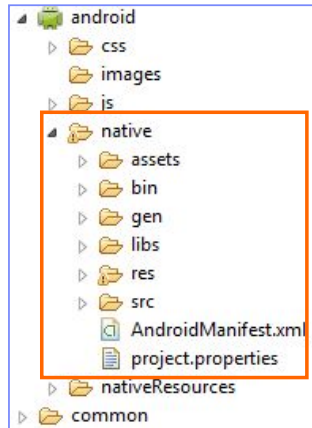 android
css
images
js
native
assets
bin
gen
libs
res
src
AndroidManifest.xml
project.properties
nativeResources
common